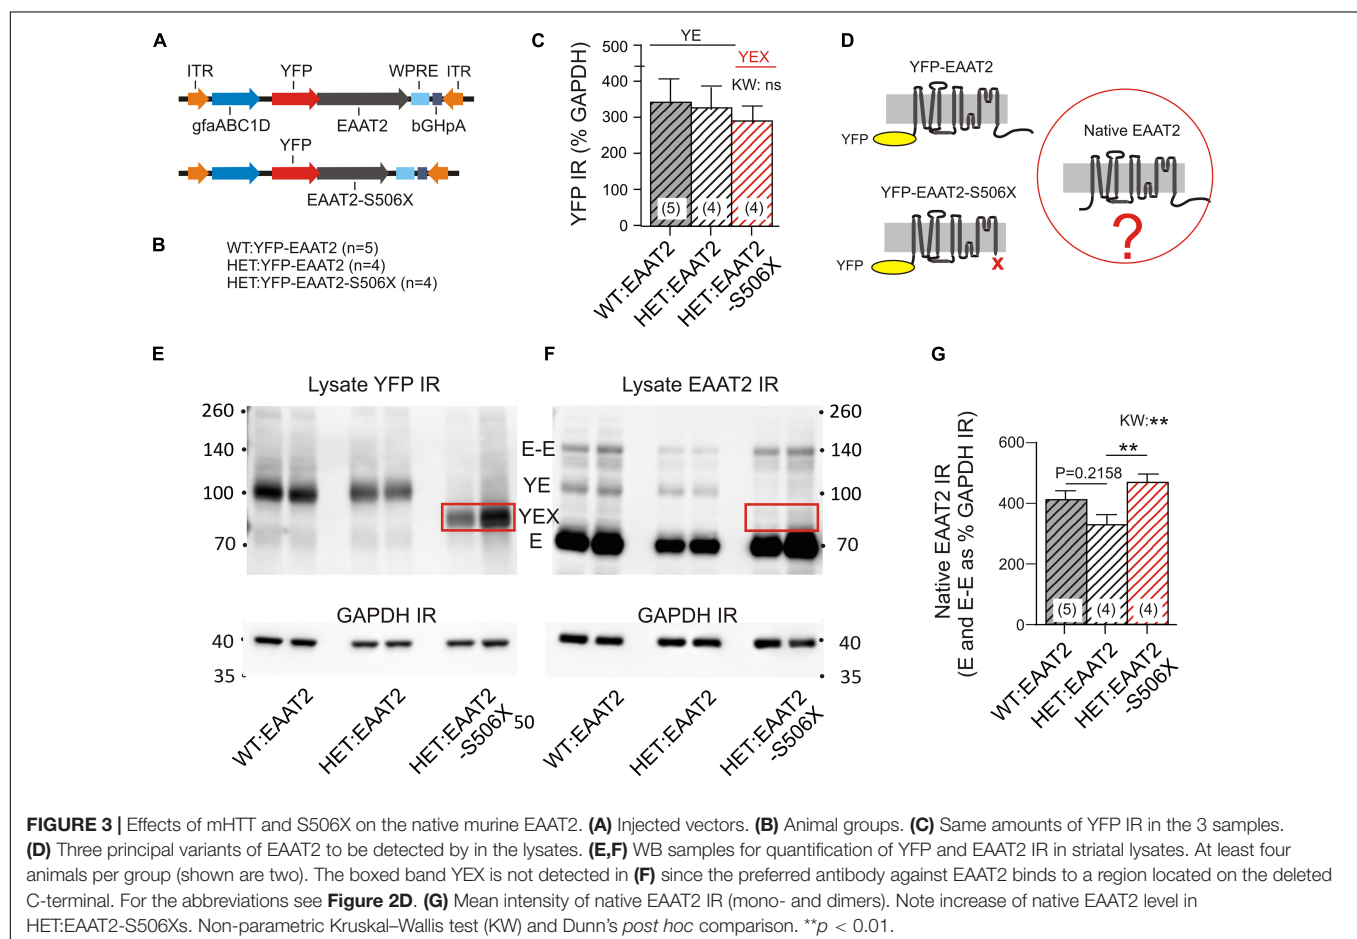 A
ITR YFP WPRE ITR
gfaABC1D EAAT2 bGHpA
YFP
EAAT2-S506X
B
WT:YFP-EAAT2 (n=5)
HET:YFP-EAAT2 (n=4)
HET:YFP-EAAT2-S506X (n=4)
C
YFP IR (% GAPDH)
500
400
300
200
100
0
YE
YEX
KW: ns
(5) (4) (4)
WT:EAAT2
HET:EAAT2
HET:EAAT2
-S506X
D
YFP-EAAT2
YFP
YFP-EAAT2-S506X
YFP
X
Native EAAT2
?
E
Lysate YFP IR
260
140
100
70
E-E
YE
YEX
E
GAPDH IR
40
35
WT:EAAT2
HET:EAAT2
HET:EAAT2
-S506X
50
F
Lysate EAAT2 IR
260
140
100
70
GAPDH IR
40
35
WT:EAAT2
HET:EAAT2
HET:EAAT2
-S506X
G
Native EAAT2 IR
(E and E-E as % GAPDH IR)
600
400
200
0
KW:**
**
P=0.2158
(5) (4) (4)
WT:EAAT2
HET:EAAT2
HET:EAAT2
-S506X
FIGURE 3 | Effects of mHTT and S506X on the native murine EAAT2. (A) Injected vectors. (B) Animal groups. (C) Same amounts of YFP IR in the 3 samples.
(D) Three principal variants of EAAT2 to be detected by in the lysates. (E,F) WB samples for quantification of YFP and EAAT2 IR in striatal lysates. At least four
animals per group (shown are two). The boxed band YEX is not detected in (F) since the preferred antibody against EAAT2 binds to a region located on the deleted
C-terminal. For the abbreviations see Figure 2D. (G) Mean intensity of native EAAT2 IR (mono- and dimers). Note increase of native EAAT2 level in
HET:EAAT2-S506Xs. Non-parametric Kruskal–Wallis test (KW) and Dunn's post hoc comparison. **p < 0.01.